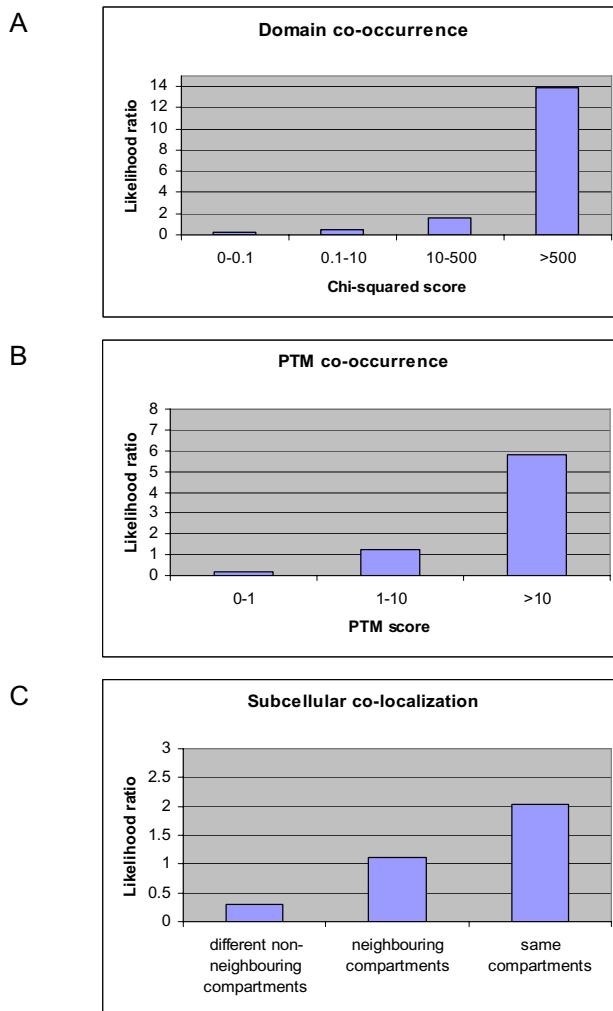 A
Domain co-occurrence
Likelihood ratio
14
12
10
8
6
4
2
0
0-0.1 0.1-10 10-500 >500
Chi-squared score
B
PTM co-occurrence
Likelihood ratio
8
7
6
5
4
3
2
1
0
0-1 1-10 >10
PTM score
C
Subcellular co-localization
Likelihood ratio
3
2.5
2
1.5
1
0.5
0
different non- neighbouring same
neighbouring compartments compartments
compartments